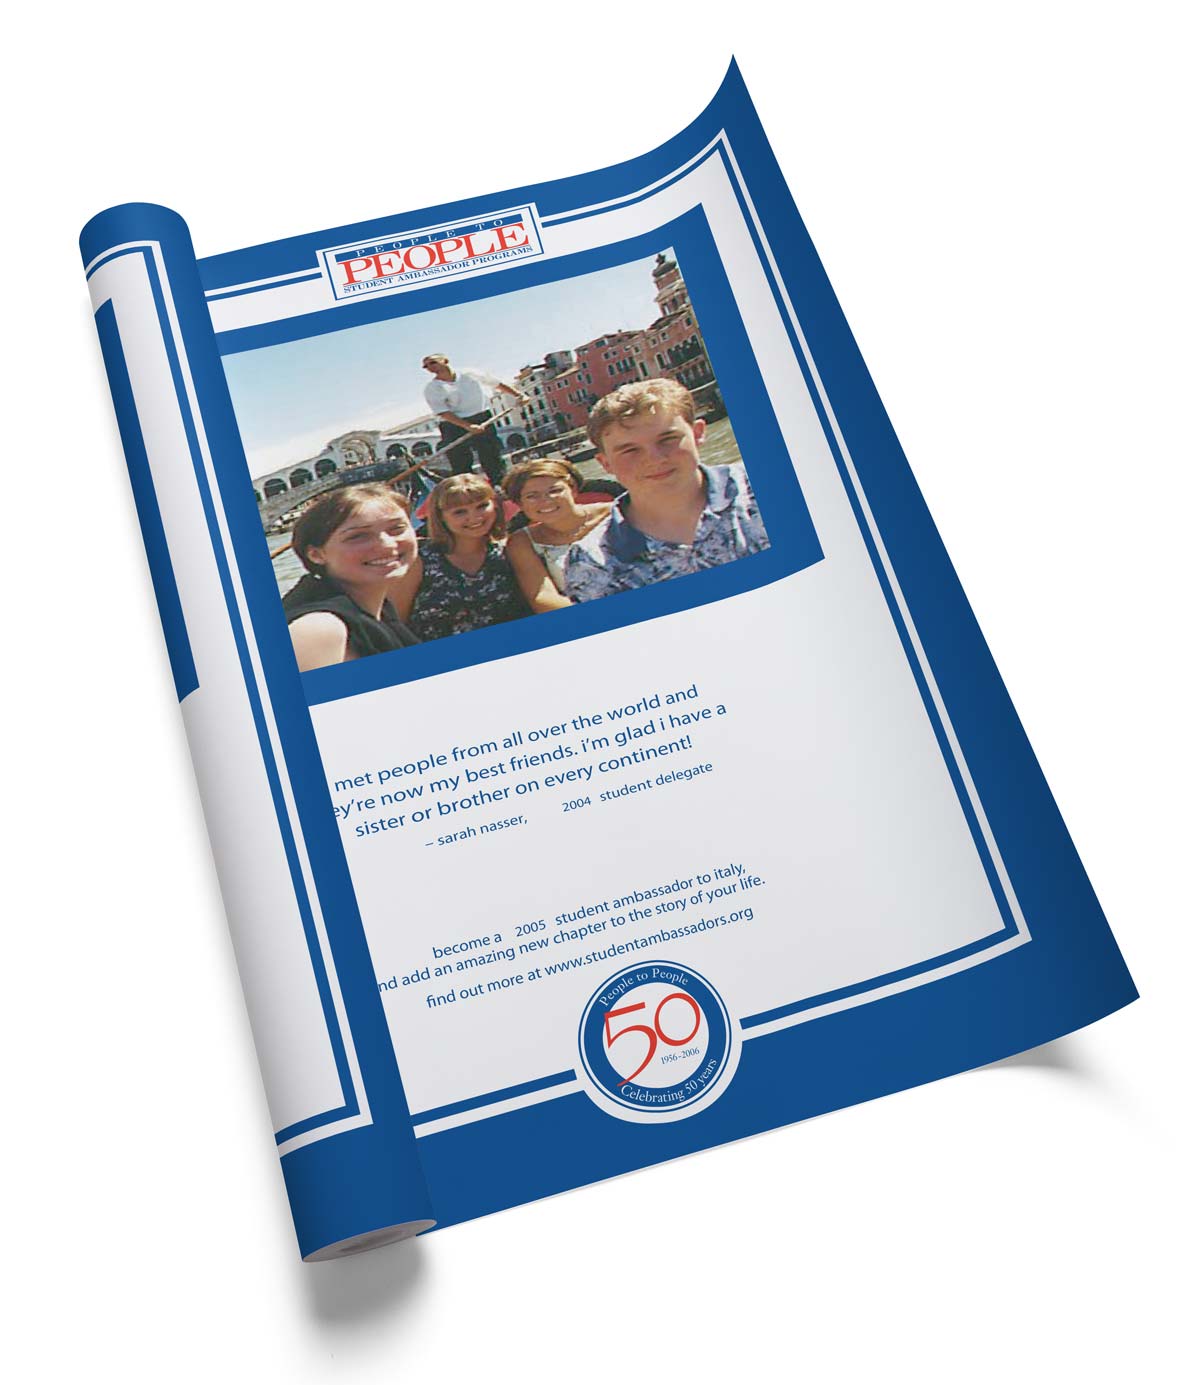 PEOPLE TO
PEOPLE
STUDENT AMBASSADOR PROGRAMS
met people from all over the world and
ey're now my best friends. i'm glad i have a
sister or brother on every continent!
– sarah nasser, 2004 student delegate
become a 2005 student ambassador to italy,
nd add an amazing new chapter to the story of your life.
find out more at www.studentambassadors.org
People to People
50
1956-2006
Celebrating 50 years